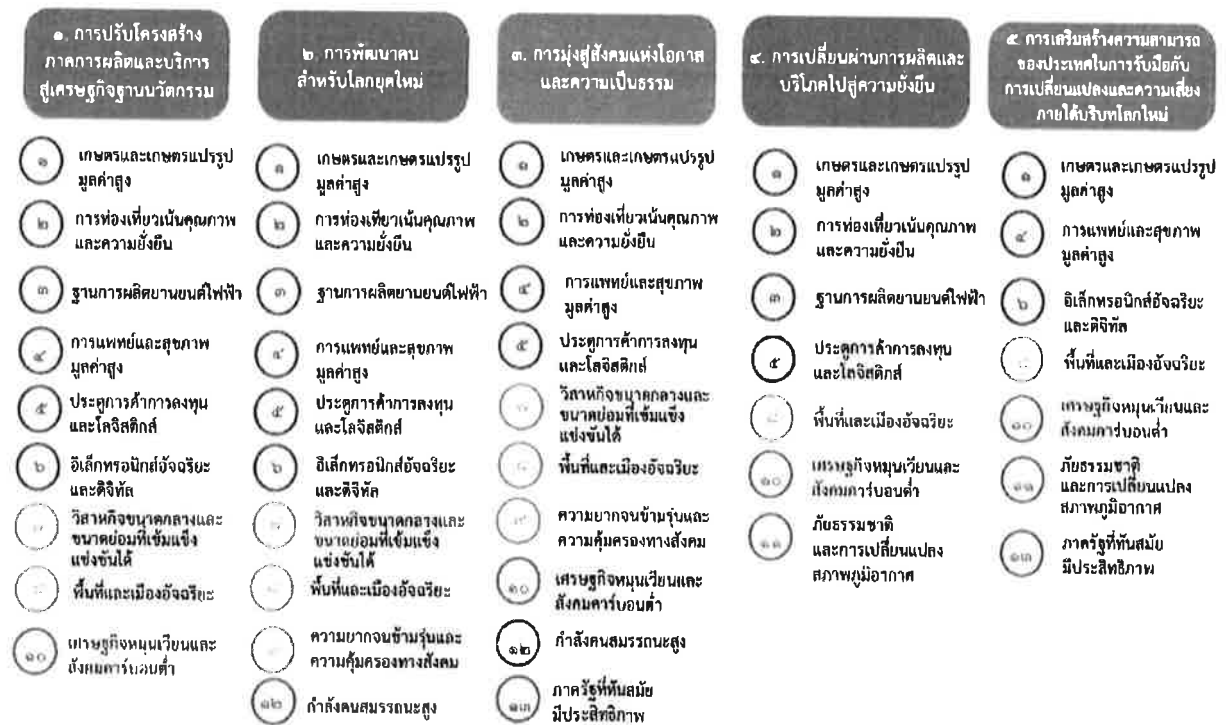 ๑. การปรับโครงสร้าง
ภาคการผลิตและบริการ
สู่เศรษฐกิจฐานนวัตกรรม
๑ เกษตรและเกษตรแปรรูป
มูลค่าสูง
๒ การท่องเที่ยวเน้นคุณภาพ
และความยั่งยืน
๓ ฐานการผลิตยานยนต์ไฟฟ้า
๔ การแพทย์และสุขภาพ
มูลค่าสูง
๕ ประตูการค้าการลงทุน
และโลจิสติกส์
๖ อิเล็กทรอนิกส์อัจฉริยะ
และดิจิทัล
๗ วิสาหกิจขนาดกลางและ
ขนาดย่อมที่เข้มแข็ง
แข่งขันได้
๘ พื้นที่และเมืองอัจฉริยะ
๑๐ เศรษฐกิจหมุนเวียนและ
สังคมคาร์บอนต่ำ
๒. การพัฒนาคน
สำหรับโลกยุคใหม่
๑ เกษตรและเกษตรแปรรูป
มูลค่าสูง
๒ การท่องเที่ยวเน้นคุณภาพ
และความยั่งยืน
๓ ฐานการผลิตยานยนต์ไฟฟ้า
๔ การแพทย์และสุขภาพ
มูลค่าสูง
๕ ประตูการค้าการลงทุน
และโลจิสติกส์
๖ อิเล็กทรอนิกส์อัจฉริยะ
และดิจิทัล
๗ วิสาหกิจขนาดกลางและ
ขนาดย่อมที่เข้มแข็ง
แข่งขันได้
พื้นที่และเมืองอัจฉริยะ
ความยากจนข้ามรุ่นและ
ความคุ้มครองทางสังคม
๑๒ กำลังคนสมรรถนะสูง
๓. การมุ่งสู่สังคมแห่งโอกาส
และความเป็นธรรม
๑ เกษตรและเกษตรแปรรูป
มูลค่าสูง
๒ การท่องเที่ยวเน้นคุณภาพ
และความยั่งยืน
๔ การแพทย์และสุขภาพ
มูลค่าสูง
๕ ประตูการค้าการลงทุน
และโลจิสติกส์
๗ วิสาหกิจขนาดกลางและ
ขนาดย่อมที่เข้มแข็ง
แข่งขันได้
๘ พื้นที่และเมืองอัจฉริยะ
๙ ความยากจนข้ามรุ่นและ
ความคุ้มครองทางสังคม
๑๐ เศรษฐกิจหมุนเวียนและ
สังคมคาร์บอนต่ำ
๑๒ กำลังคนสมรรถนะสูง
๑๓ ภาครัฐที่ทันสมัย
มีประสิทธิภาพ
๔. การเปลี่ยนผ่านการผลิตและ
บริโภคไปสู่ความยั่งยืน
๑ เกษตรและเกษตรแปรรูป
มูลค่าสูง
๒ การท่องเที่ยวเน้นคุณภาพ
และความยั่งยืน
๓ ฐานการผลิตยานยนต์ไฟฟ้า
๕ ประตูการค้าการลงทุน
และโลจิสติกส์
๘ พื้นที่และเมืองอัจฉริยะ
๑๐ เศรษฐกิจหมุนเวียนและ
สังคมคาร์บอนต่ำ
๑๑ ภัยธรรมชาติ
และการเปลี่ยนแปลง
สภาพภูมิอากาศ
๕. การเสริมสร้างความสามารถ
ของประเทศในการรับมือกับ
การเปลี่ยนแปลงและความเสี่ยง
ภายใต้บริบทโลกใหม่
๑ เกษตรและเกษตรแปรรูป
มูลค่าสูง
๔ การแพทย์และสุขภาพ
มูลค่าสูง
๖ อิเล็กทรอนิกส์อัจฉริยะ
และดิจิทัล
๘ พื้นที่และเมืองอัจฉริยะ
๑๐ เศรษฐกิจหมุนเวียนและ
สังคมคาร์บอนต่ำ
๑๑ ภัยธรรมชาติ
และการเปลี่ยนแปลง
สภาพภูมิอากาศ
๑๓ ภาครัฐที่ทันสมัย
มีประสิทธิภาพ